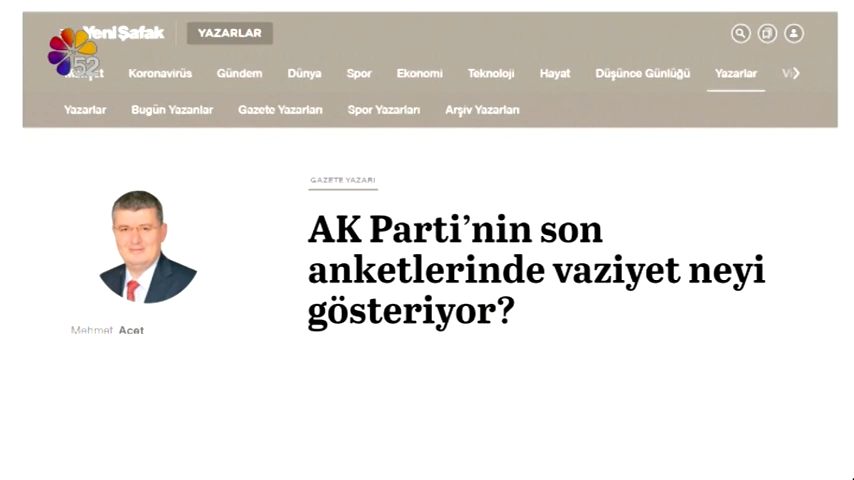 Yeni Şafak YAZARLAR
52
Koronavirüs Gündem Dünya Spor Ekonomi Teknoloji Hayat Düşünce Günlüğü Yazarlar
Yazarlar Bugün Yazanlar Gazete Yazarları Spor Yazarları Arşiv Yazarları
GAZETE YAZARI
AK Parti’nin son
anketlerinde vaziyet neyi
gösteriyor?
Mehmet Acet